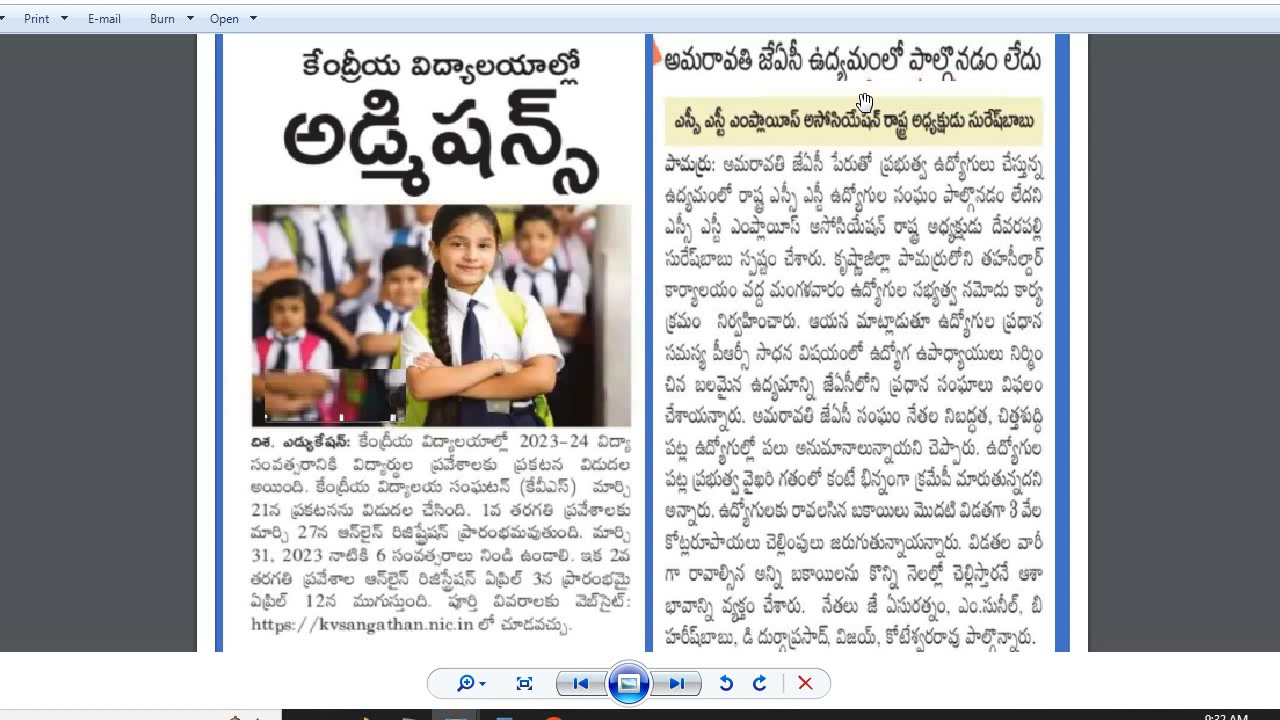 Print
E-mail
Burn
Open
కేంద్రీయ విద్యాలయాల్లో
అడ్మిషన్స్
దిశ, ఎడ్యుకేషన్: కేంద్రీయ విద్యాలయాల్లో 2023-24 విద్యా
సంవత్సరానికి విద్యార్థుల ప్రవేశాలకు ప్రకటన విడుదల
అయింది. కేంద్రీయ విద్యాలయ సంఘటన్ (కేవీఎస్) మార్చి
21న ప్రకటనను విడుదల చేసింది. 1వ తరగతి ప్రవేశాలకు
మార్చి 27న ఆన్‌లైన్ రిజిస్ట్రేషన్ ప్రారంభమవుతుంది. మార్చి
31, 2023 నాటికి 6 సంవత్సరాలు నిండి ఉండాలి. ఇక 2వ
తరగతి ప్రవేశాల ఆన్‌లైన్ రిజిస్ట్రేషన్ ఏప్రిల్ 3న ప్రారంభమై
ఏప్రిల్ 12న ముగుస్తుంది. పూర్తి వివరాలకు వెబ్‌సైట్:
https://kvsangathan.nic.in లో చూడవచ్చు.
అమరావతి జేఏసీ ఉద్యమంలో పాల్గొనడం లేదు
ఎస్సీ ఎస్టీ ఎంప్లాయీస్ అసోసియేషన్ రాష్ట్ర అధ్యక్షుడు సురేష్‌బాబు
పామర్రు: అమరావతి జేఏసీ పేరుతో ప్రభుత్వ ఉద్యోగులు చేస్తున్న
ఉద్యమంలో రాష్ట్ర ఎస్సీ ఎస్టీ ఉద్యోగుల సంఘం పాల్గొనడం లేదని
ఎస్సీ ఎస్టీ ఎంప్లాయీస్ అసోసియేషన్ రాష్ట్ర అధ్యక్షుడు దేవరపల్లి
సురేష్‌బాబు స్పష్టం చేశారు. కృష్ణాజిల్లా పామర్రులోని తహసీల్దార్
కార్యాలయం వద్ద మంగళవారం ఉద్యోగుల సభ్యత్వ నమోదు కార్య
క్రమం నిర్వహించారు. ఆయన మాట్లాడుతూ ఉద్యోగుల ప్రధాన
సమస్య పీఆర్సీ సాధన విషయంలో ఉద్యోగ ఉపాధ్యాయులు నిర్మిం
చిన బలమైన ఉద్యమాన్ని జేఏసీలోని ప్రధాన సంఘాలు విఫలం
చేశాయన్నారు. అమరావతి జేఏసీ సంఘం నేతల నిబద్ధత, చిత్తశుద్ధి
పట్ల ఉద్యోగుల్లో పలు అనుమానాలున్నాయని చెప్పారు. ఉద్యోగుల
పట్ల ప్రభుత్వ వైఖరి గతంలో కంటే భిన్నంగా క్రమేపీ మారుతున్నదని
అన్నారు. ఉద్యోగులకు రావలసిన బకాయిలు మొదటి విడతగా 3 వేల
కోట్లరూపాయలు చెల్లింపులు జరుగుతున్నాయన్నారు. విడతల వారీ
గా రావాల్సిన అన్ని బకాయిలను కొన్ని నెలల్లో చెల్లిస్తారనే ఆశా
భావాన్ని వ్యక్తం చేశారు. నేతలు జే ఏసురత్నం, ఎం.సునీల్, బి
హరీష్‌బాబు, డి దుర్గాప్రసాద్, విజయ్, కోటేశ్వరరావు పాల్గొన్నారు.
9:32 AM